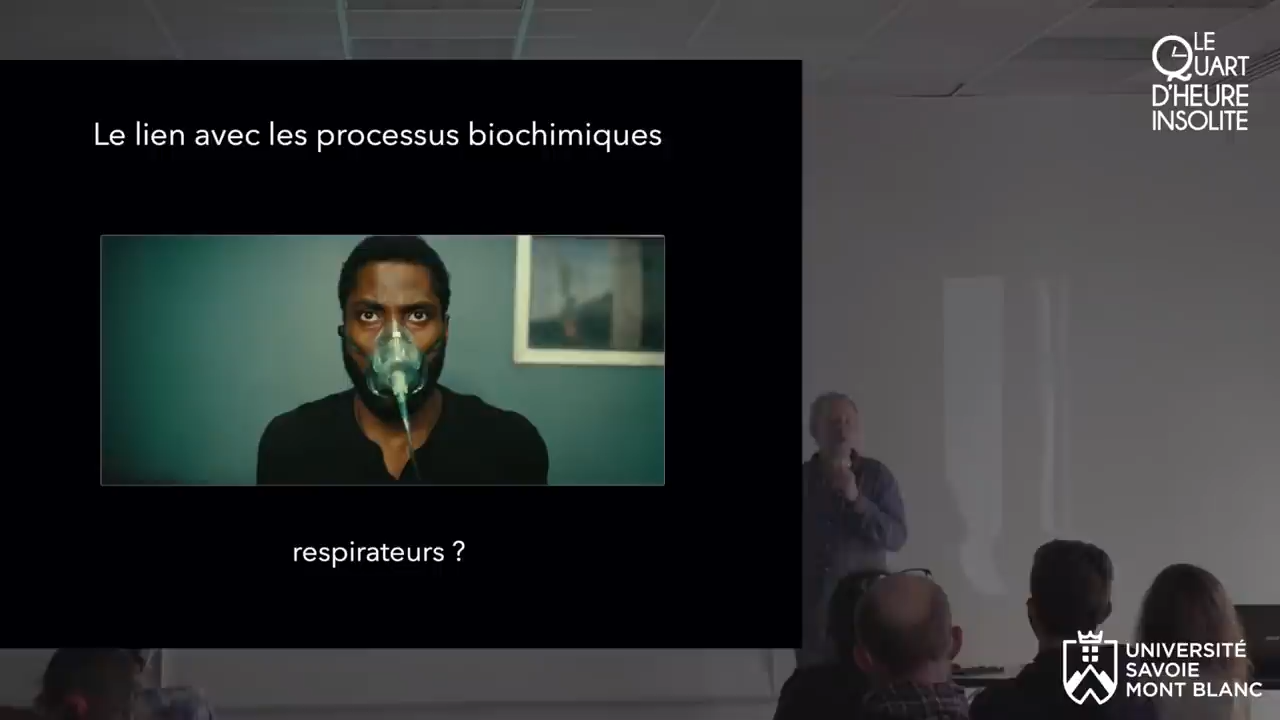 LE
QUART
D'HEURE
INSOLITE
Le lien avec les processus biochimiques
respirateurs ?
UNIVERSITÉ
SAVOIE
MONT BLANC